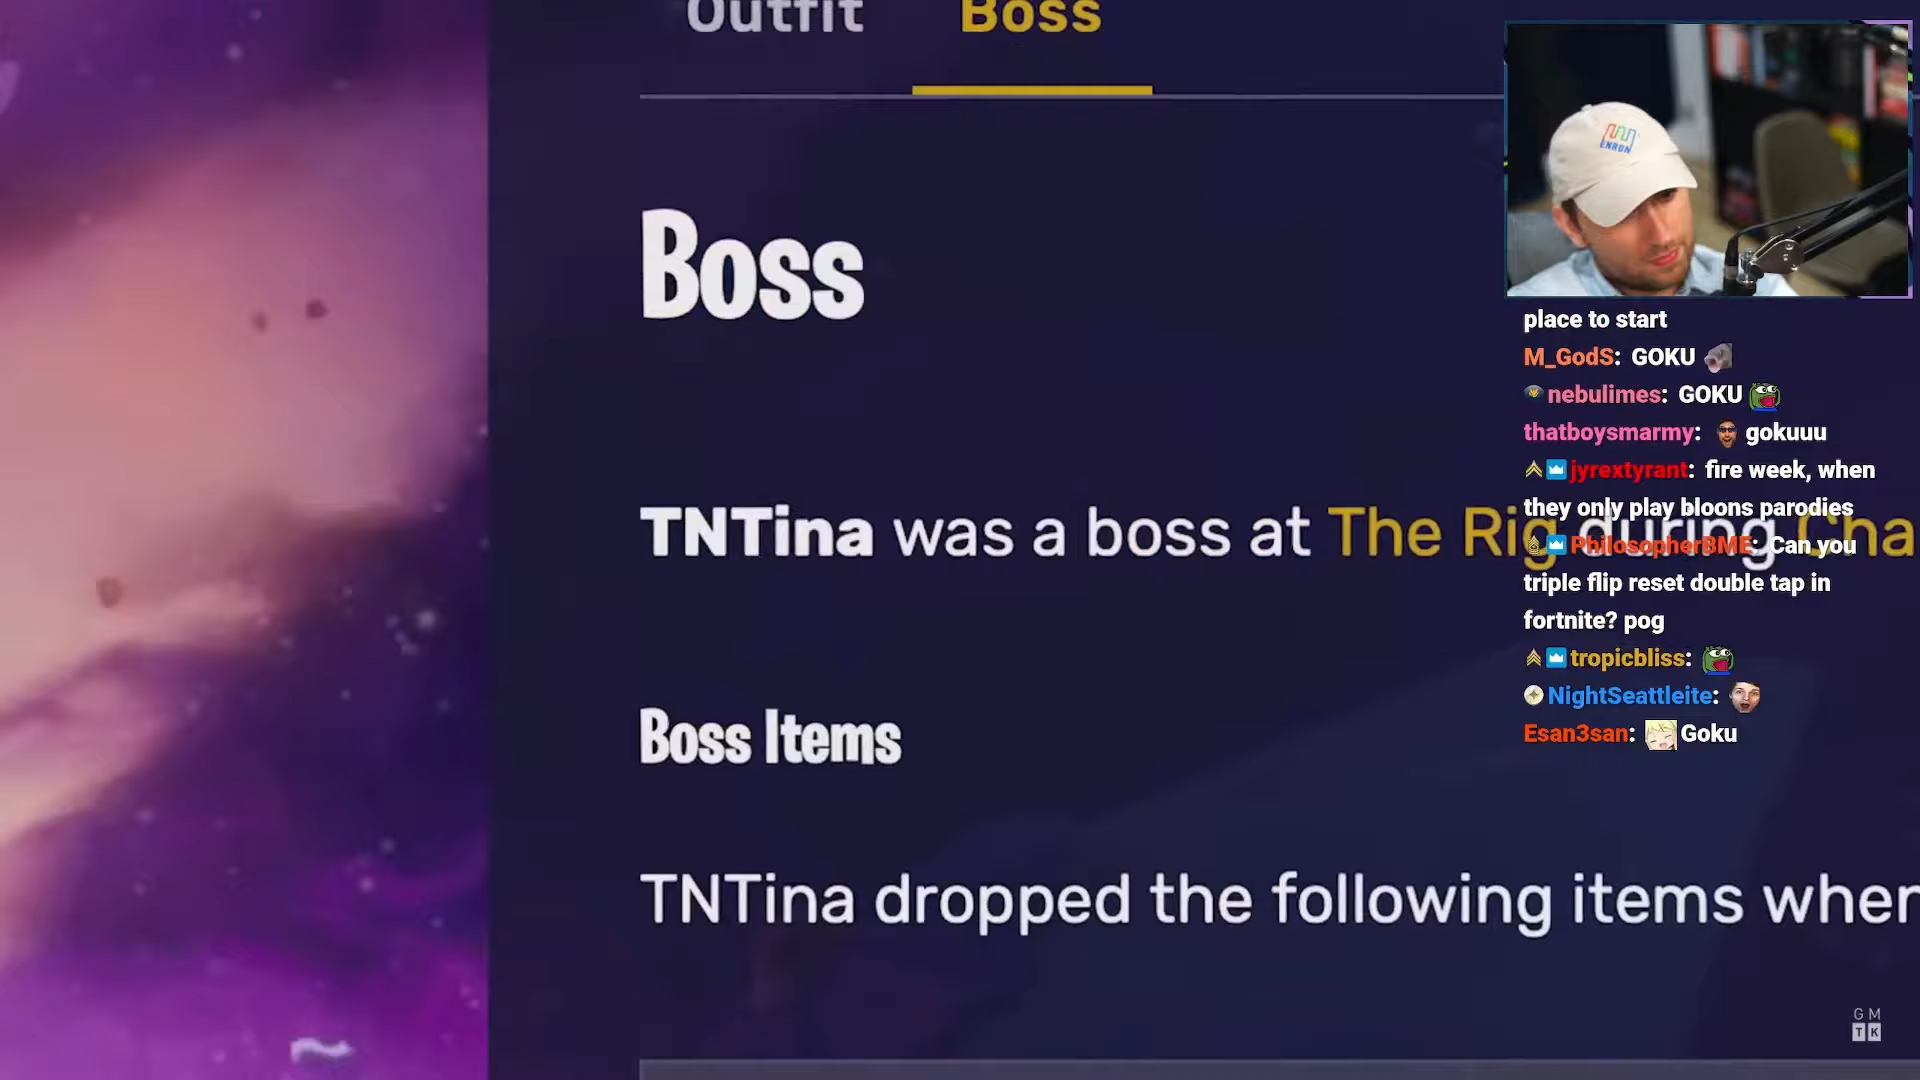 Outfit Boss
Boss
TNTina was a boss at The Rig during Cha
Boss Items
TNTina dropped the following items when
ENRON
place to start
M_GodS: GOKU
nebulimes: GOKU
thatboysmarmy: gokuuu
jyrextyrant: fire week, when
they only play bloons parodies
PhilosopherBME: Can you
triple flip reset double tap in
fortnite? pog
tropicbliss:
NightSeattleite:
Esan3san: Goku
GM
TK